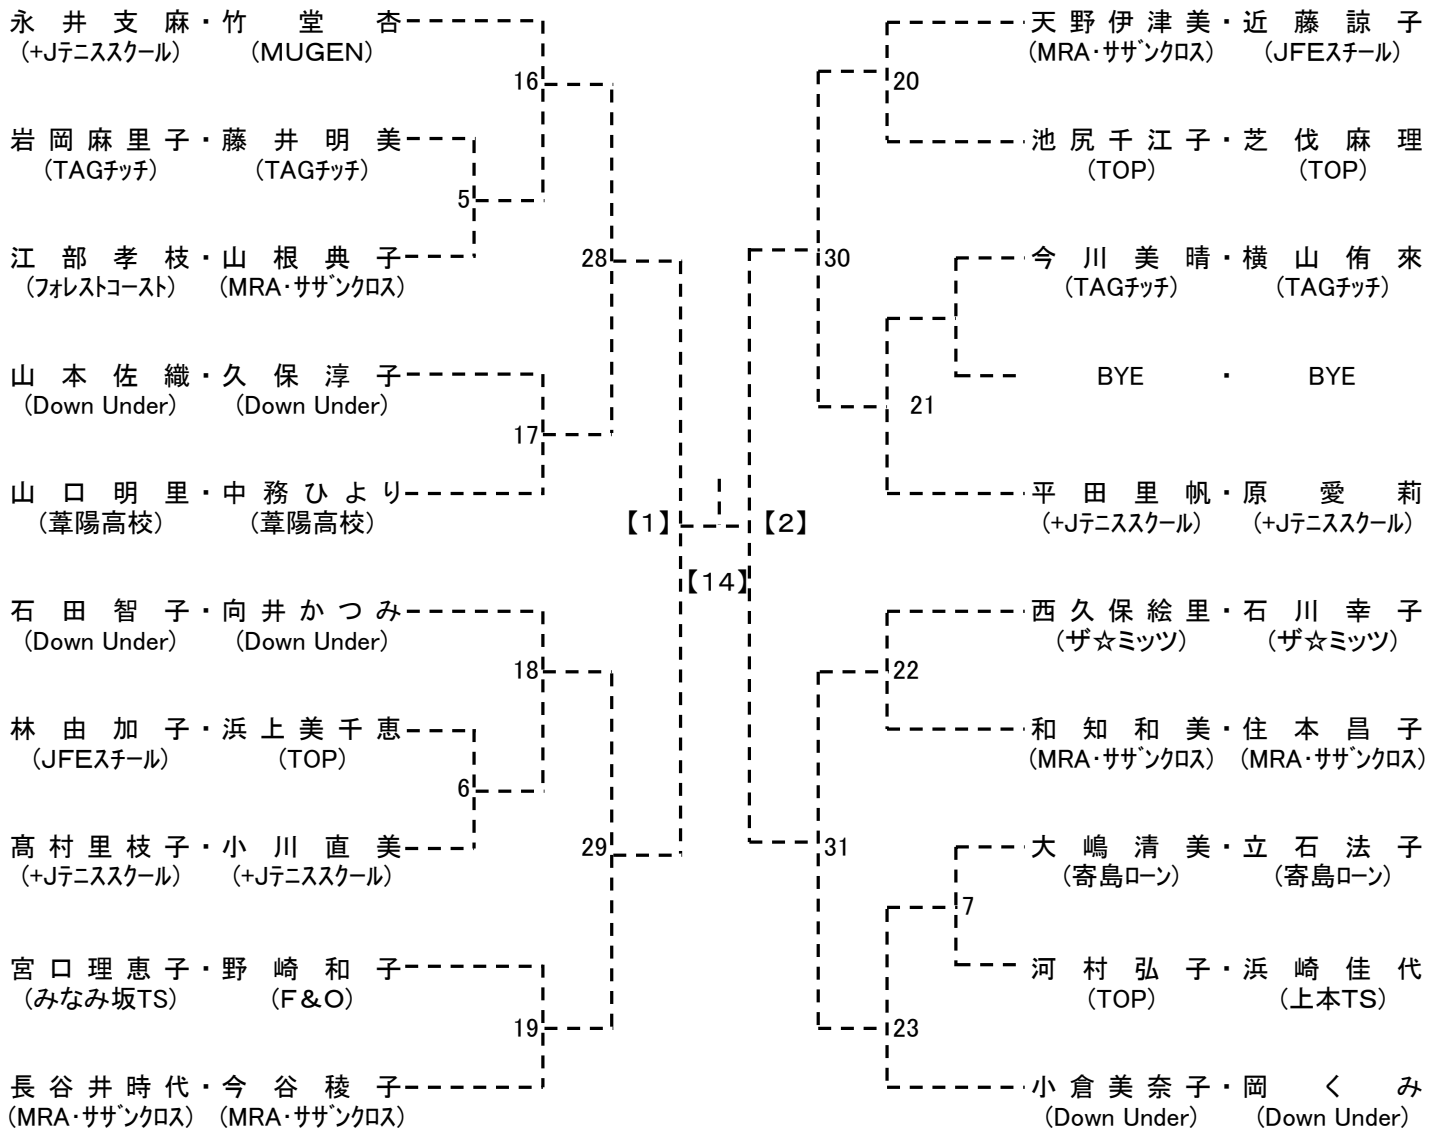 永井支麻・竹堂杏
(+Jテニススクール) (MUGEN)
16
岩岡麻里子・藤井明美
(TAGチッチ) (TAGチッチ)
5
江部孝枝・山根典子
(フォレストコースト) (MRA・サザンクロス)
28
山本佐織・久保淳子
(Down Under) (Down Under)
17
山口明里・中務ひより
(葦陽高校) (葦陽高校)
【1】
石田智子・向井かつみ
(Down Under) (Down Under)
18
林由加子・浜上美千恵
(JFEスチール) (TOP)
6
髙村里枝子・小川直美
(+Jテニススクール) (+Jテニススクール)
29
宮口理恵子・野崎和子
(みなみ坂TS) (F&O)
19
長谷井時代・今谷稜子
(MRA・サザンクロス) (MRA・サザンクロス)
【14】
天野伊津美・近藤諒子
(MRA・サザンクロス) (JFEスチール)
20
池尻千江子・芝伐麻理
(TOP) (TOP)
30
今川美晴・横山侑來
(TAGチッチ) (TAGチッチ)
BYE ・ BYE
21
平田里帆・原愛莉
(+Jテニススクール) (+Jテニススクール)
【2】
西久保絵里・石川幸子
(ザ☆ミッツ) (ザ☆ミッツ)
22
和知和美・住本昌子
(MRA・サザンクロス) (MRA・サザンクロス)
31
大嶋清美・立石法子
(寄島ローン) (寄島ローン)
7
河村弘子・浜崎佳代
(TOP) (上本TS)
23
小倉美奈子・岡くみ
(Down Under) (Down Under)